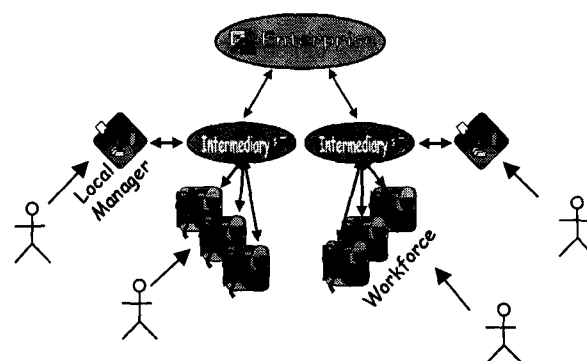 Enterprise
Intermediary
Intermediary
Local
Manager
Workforce